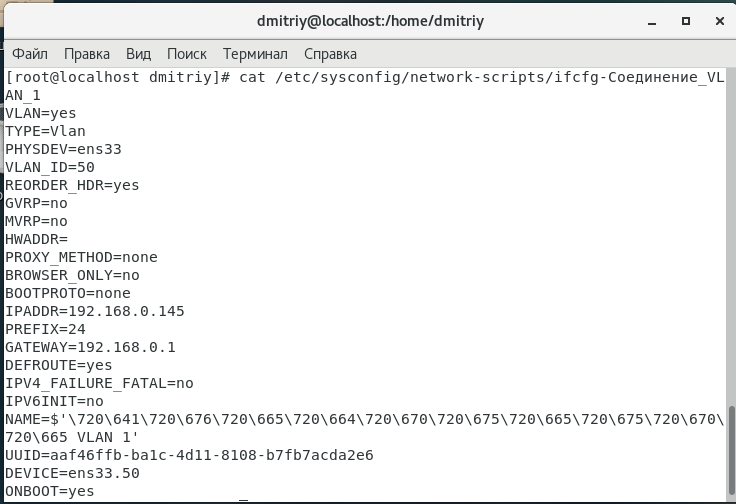 dmitriy@localhost:/home/dmitriy
Файл Правка Вид Поиск Терминал Справка
[root@localhost dmitriy]# cat /etc/sysconfig/network-scripts/ifcfg-Соединение_VL
AN_1
VLAN=yes
TYPE=Vlan
PHYSDEV=ens33
VLAN_ID=50
REORDER_HDR=yes
GVRP=no
MVRP=no
HWADDR=
PROXY_METHOD=none
BROWSER_ONLY=no
BOOTPROTO=none
IPADDR=192.168.0.145
PREFIX=24
GATEWAY=192.168.0.1
DEFROUTE=yes
IPV4_FAILURE_FATAL=no
IPV6INIT=no
NAME=$'\720\641\720\676\720\665\720\664\720\670\720\675\720\665\720\675\720\670\
720\665 VLAN 1'
UUID=aaf46ffb-ba1c-4d11-8108-b7fb7acda2e6
DEVICE=ens33.50
ONBOOT=yes